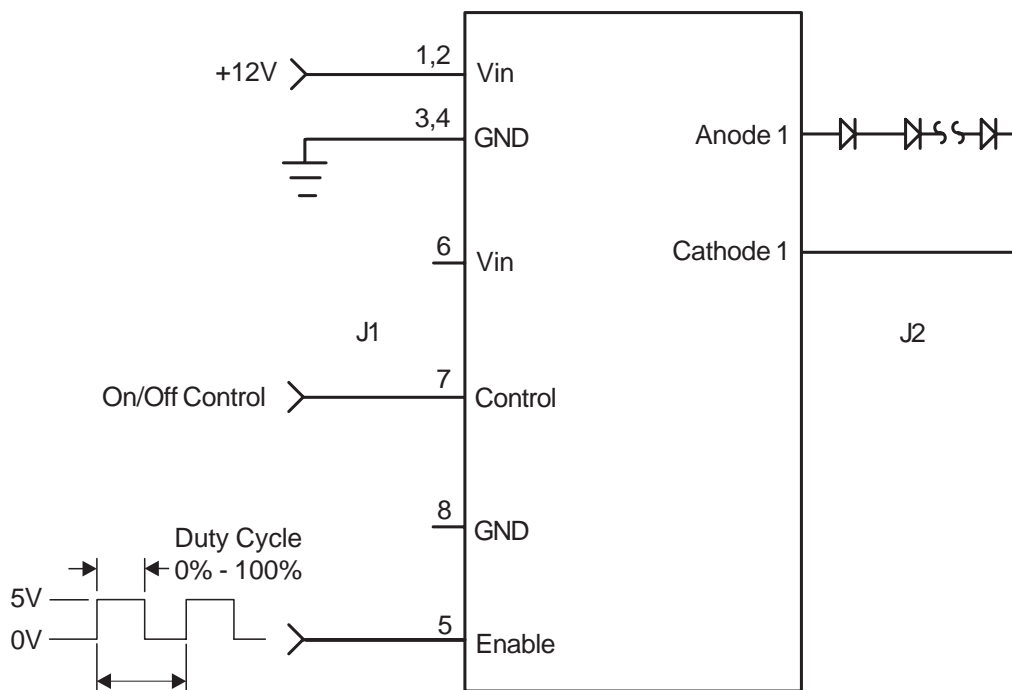 1,2
+12V
Vin
3,4
GND
Anode 1
6
Vin
Cathode 1
J1
J2
7
On/Off Control
Control
8
GND
Duty Cycle
0% - 100%
5V
0V
5
Enable